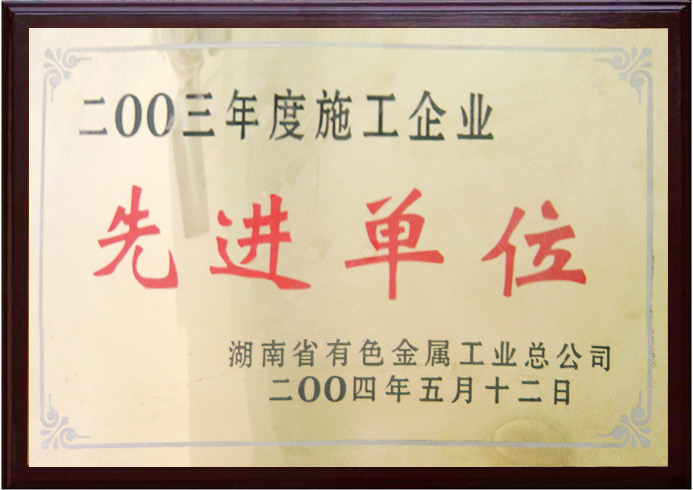 二00三年度施工企业
先进单位
湖南省有色金属工业总公司
二00四年五月十二日